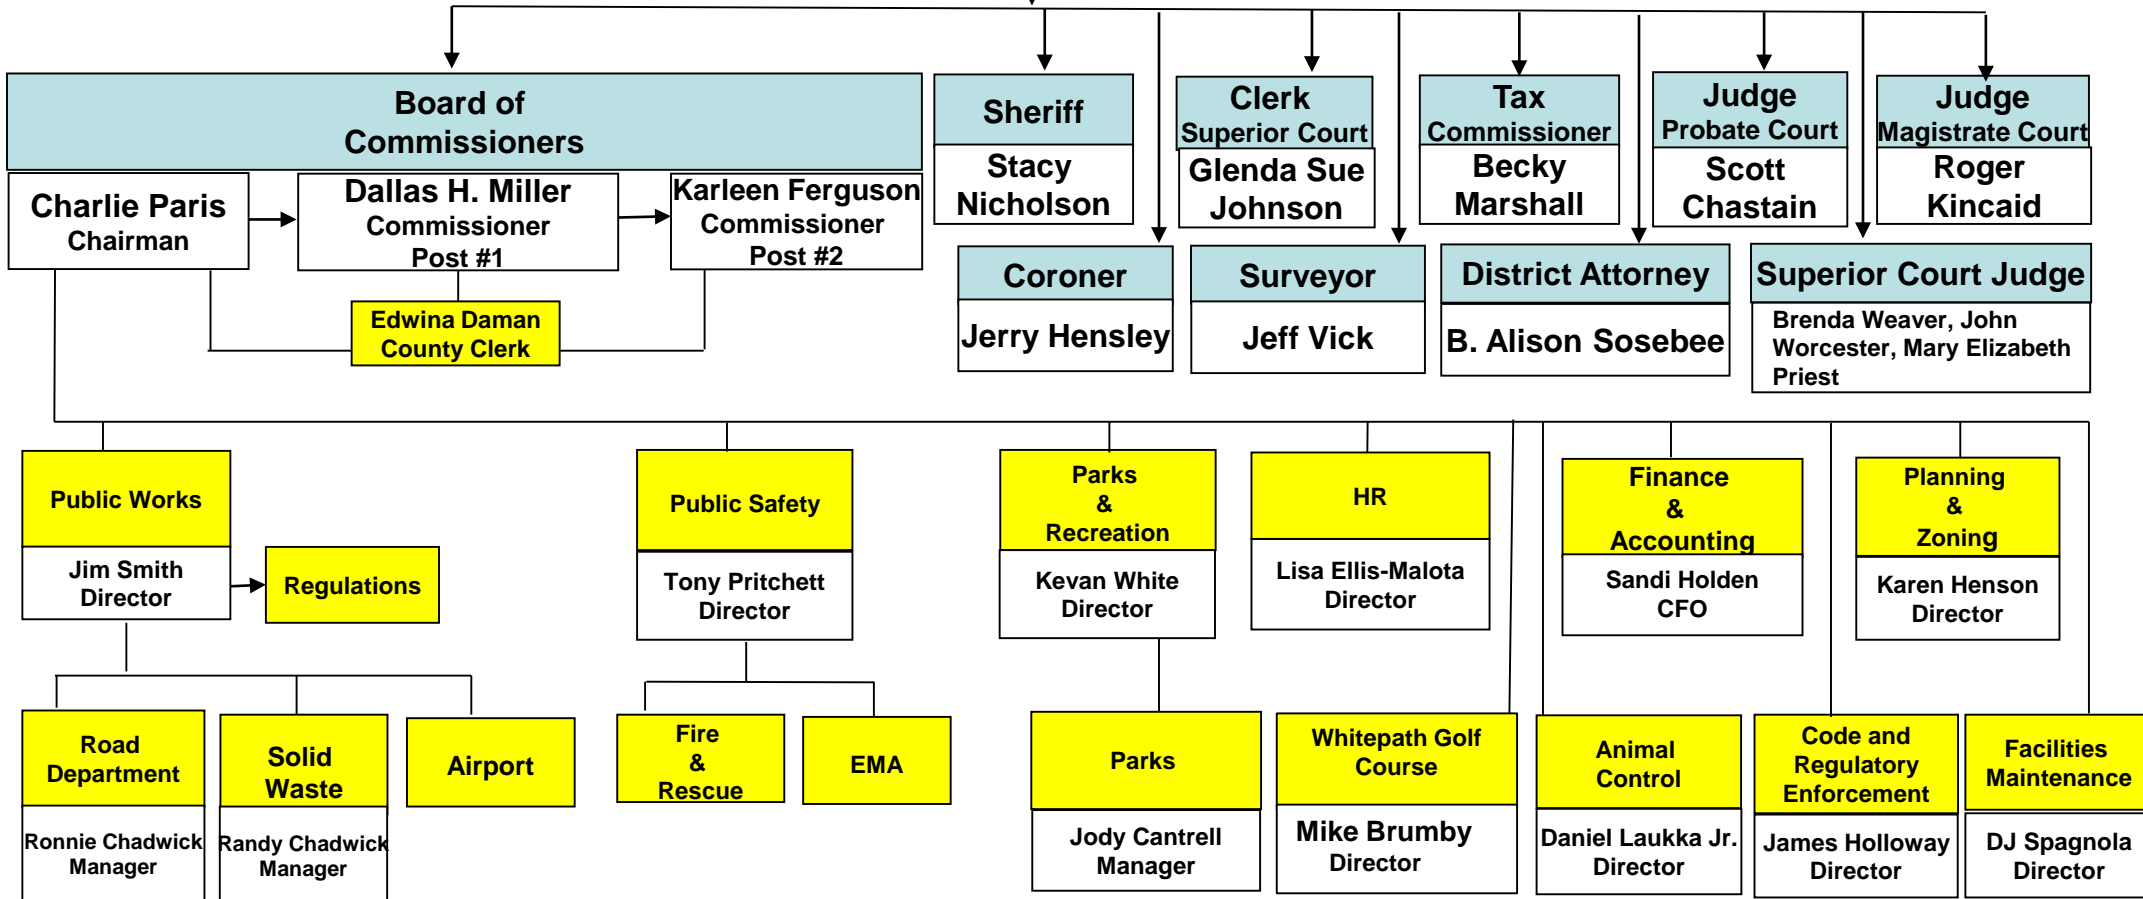 Board of
Commissioners
Sheriff
Clerk
Superior Court
Tax
Commissioner
Judge
Probate Court
Judge
Magistrate Court
Charlie Paris
Chairman
Dallas H. Miller
Commissioner
Post #1
Karleen Ferguson
Commissioner
Post #2
Stacy
Nicholson
Glenda Sue
Johnson
Becky
Marshall
Scott
Chastain
Roger
Kincaid
Edwina Daman
County Clerk
Coroner
Jerry Hensley
Surveyor
Jeff Vick
District Attorney
B. Alison Sosebee
Superior Court Judge
Brenda Weaver, John
Worcester, Mary Elizabeth
Priest
Public Works
Jim Smith
Director
Regulations
Public Safety
Tony Pritchett
Director
Parks
&
Recreation
Kevan White
Director
HR
Lisa Ellis-Malota
Director
Finance
&
Accounting
Sandi Holden
CFO
Planning
&
Zoning
Karen Henson
Director
Road
Department
Ronnie Chadwick
Manager
Solid
Waste
Randy Chadwick
Manager
Airport
Fire
&
Rescue
EMA
Parks
Jody Cantrell
Manager
Whitepath Golf
Course
Mike Brumby
Director
Animal
Control
Daniel Laukka Jr.
Director
Code and
Regulatory
Enforcement
James Holloway
Director
Facilities
Maintenance
DJ Spagnola
Director